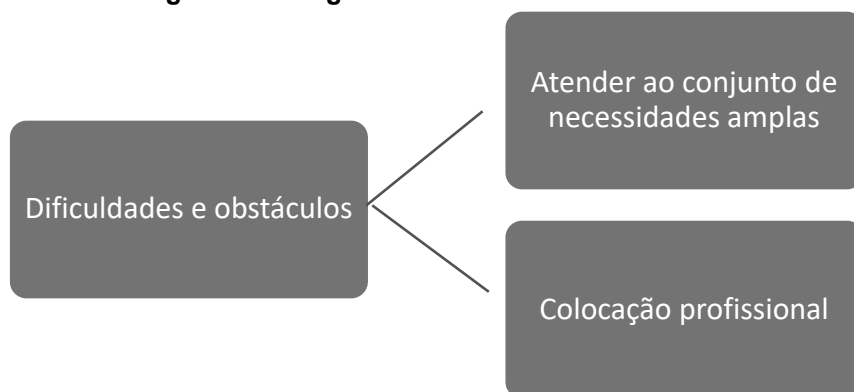 Dificuldades e obstáculos
Atender ao conjunto de
necessidades amplas
Colocação profissional